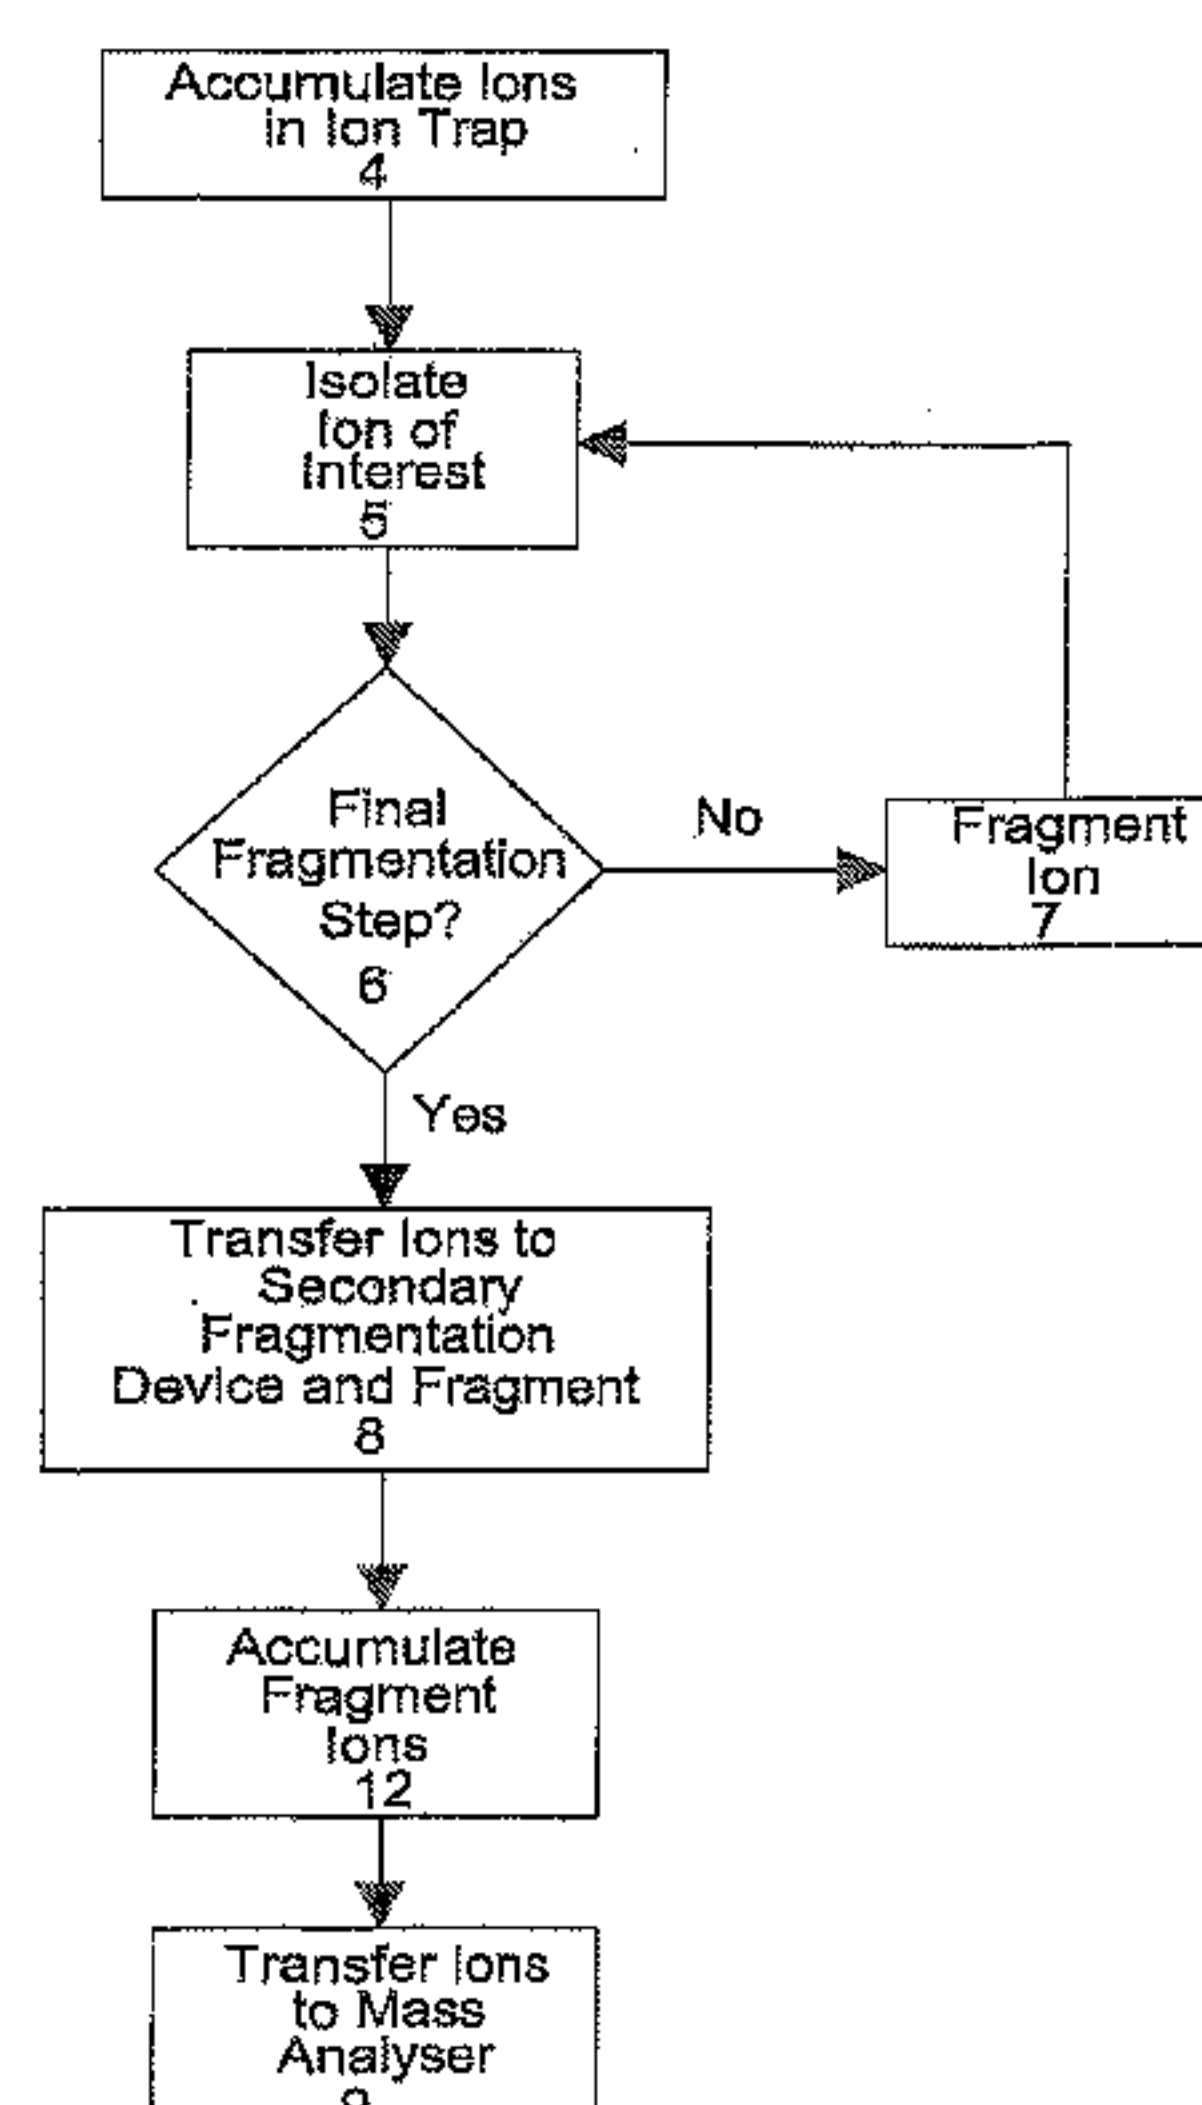 Accumulate Ions
in Ion Trap
4
Isolate
Ion of
Interest
5
Final
Fragmentation
Step?
6
No
Fragment
Ion
7
Yes
Transfer Ions to
Secondary
Fragmentation
Device and Fragment
8
Accumulate
Fragment
Ions
12
Transfer Ions
to Mass
Analyser